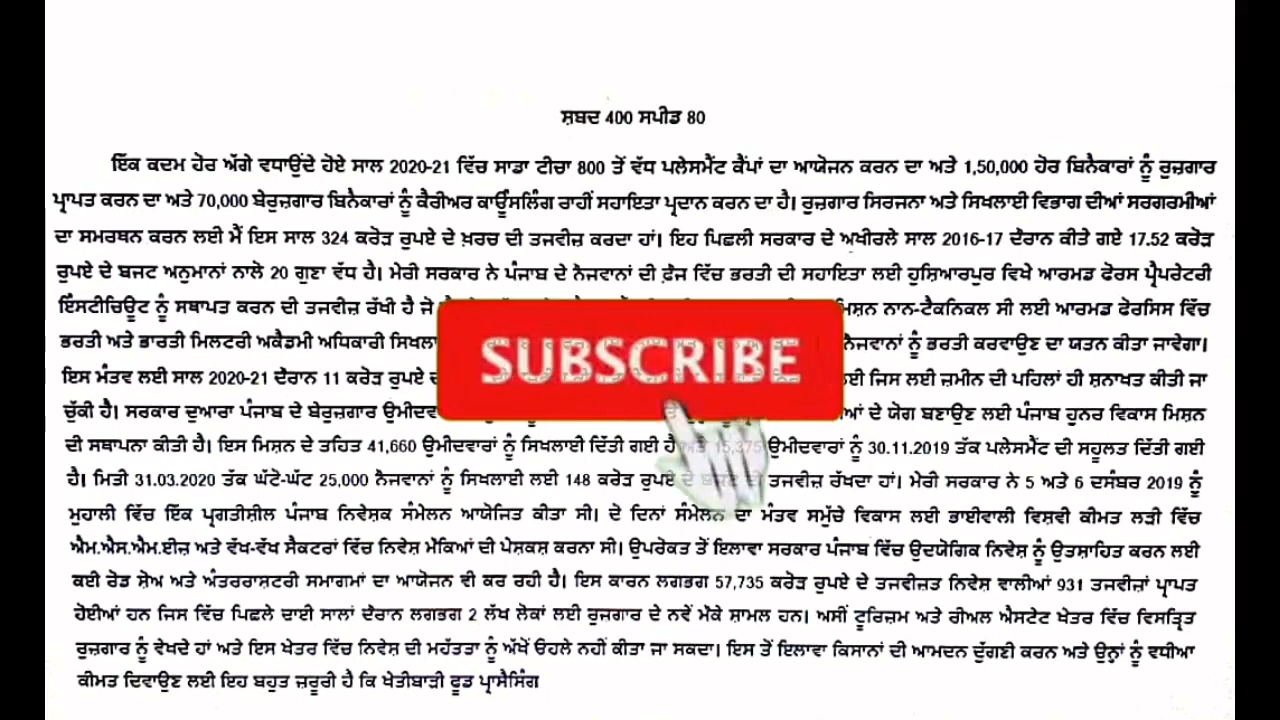 ਸ਼ਬਦ 400 ਸਪੀਡ 80
ਇੱਕ ਕਦਮ ਹੋਰ ਅੱਗੇ ਵਧਾਉਂਦੇ ਹੋਏ ਸਾਲ 2020-21 ਵਿੱਚ ਸਾਡਾ ਟੀਚਾ 800 ਤੋਂ ਵੱਧ ਪਲੇਸਮੈਂਟ ਕੈਂਪਾਂ ਦਾ ਆਯੋਜਨ ਕਰਨ ਦਾ ਅਤੇ 1,50,000 ਹੋਰ ਬਿਨੈਕਾਰਾਂ ਨੂੰ ਰੁਜ਼ਗਾਰ
ਪ੍ਰਾਪਤ ਕਰਨ ਦਾ ਅਤੇ 70,000 ਬੇਰੁਜ਼ਗਾਰ ਬਿਨੈਕਾਰਾਂ ਨੂੰ ਕੈਰੀਅਰ ਕਾਊਂਸਲਿੰਗ ਰਾਹੀਂ ਸਹਾਇਤਾ ਪ੍ਰਦਾਨ ਕਰਨ ਦਾ ਹੈ। ਰੁਜ਼ਗਾਰ ਸਿਰਜਨਾ ਅਤੇ ਸਿਖਲਾਈ ਵਿਭਾਗ ਦੀਆਂ ਸਰਗਰਮੀਆਂ
ਦਾ ਸਮਰਥਨ ਕਰਨ ਲਈ ਮੈਂ ਇਸ ਸਾਲ 324 ਕਰੋੜ ਰੁਪਏ ਦੇ ਖ਼ਰਚ ਦੀ ਤਜਵੀਜ਼ ਕਰਦਾ ਹਾਂ। ਇਹ ਪਿਛਲੀ ਸਰਕਾਰ ਦੇ ਅਖੀਰਲੇ ਸਾਲ 2016-17 ਦੌਰਾਨ ਕੀਤੇ ਗਏ 17.52 ਕਰੋੜ
ਰੁਪਏ ਦੇ ਬਜਟ ਅਨੁਮਾਨਾਂ ਨਾਲੋਂ 20 ਗੁਣਾ ਵੱਧ ਹੈ। ਮੇਰੀ ਸਰਕਾਰ ਨੇ ਪੰਜਾਬ ਦੇ ਨੌਜਵਾਨਾਂ ਦੀ ਫ਼ੌਜ ਵਿੱਚ ਭਰਤੀ ਦੀ ਸਹਾਇਤਾ ਲਈ ਹੁਸ਼ਿਆਰਪੁਰ ਵਿਖੇ ਆਰਮਡ ਫੋਰਸ ਪ੍ਰੈਪਰੇਟਰੀ
ਇੰਸਟੀਚਿਊਟ ਨੂੰ ਸਥਾਪਤ ਕਰਨ ਦੀ ਤਜਵੀਜ਼ ਰੱਖੀ ਹੈ ਜੋ ਮਿਸ਼ਨ ਨਾਨ-ਟੈਕਨਿਕਲ ਸੀ ਲਈ ਆਰਮਡ ਫੋਰਸਿਸ ਵਿੱਚ
ਭਰਤੀ ਅਤੇ ਭਾਰਤੀ ਮਿਲਟਰੀ ਅਕੈਡਮੀ ਅਧਿਕਾਰੀ ਨੌਜਵਾਨਾਂ ਨੂੰ ਭਰਤੀ ਕਰਵਾਉਣ ਦਾ ਯਤਨ ਕੀਤਾ ਜਾਵੇਗਾ।
SUBSCRIBE
ਇਸ ਮੰਤਵ ਲਈ ਸਾਲ 2020-21 ਦੌਰਾਨ 11 ਕਰੋੜ ਰੁਪਏ ਜਿਸ ਲਈ ਜ਼ਮੀਨ ਦੀ ਪਹਿਲਾਂ ਹੀ ਸ਼ਨਾਖਤ ਕੀਤੀ ਜਾ
ਚੁੱਕੀ ਹੈ। ਸਰਕਾਰ ਦੁਆਰਾ ਪੰਜਾਬ ਦੇ ਬੇਰੁਜ਼ਗਾਰ ਦੇ ਯੋਗ ਬਣਾਉਣ ਲਈ ਪੰਜਾਬ ਹੁਨਰ ਵਿਕਾਸ ਮਿਸ਼ਨ
ਦੀ ਸਥਾਪਨਾ ਕੀਤੀ ਹੈ। ਇਸ ਮਿਸ਼ਨ ਦੇ ਤਹਿਤ 41,660 ਉਮੀਦਵਾਰਾਂ ਨੂੰ ਸਿਖਲਾਈ ਦਿੱਤੀ ਗਈ ਹੈ ਅਤੇ 15,375 ਉਮੀਦਵਾਰਾਂ ਨੂੰ 30.11.2019 ਤੱਕ ਪਲੇਸਮੈਂਟ ਦੀ ਸਹੂਲਤ ਦਿੱਤੀ ਗਈ
ਹੈ। ਮਿਤੀ 31.03.2020 ਤੱਕ ਘੱਟੋ-ਘੱਟ 25,000 ਨੌਜਵਾਨਾਂ ਨੂੰ ਸਿਖਲਾਈ ਲਈ 148 ਕਰੋੜ ਰੁਪਏ ਦੇ ਬਜਟ ਦੀ ਤਜਵੀਜ਼ ਰੱਖਦਾ ਹਾਂ। ਮੇਰੀ ਸਰਕਾਰ ਨੇ 5 ਅਤੇ 6 ਦਸੰਬਰ 2019 ਨੂੰ
ਮੁਹਾਲੀ ਵਿੱਚ ਇੱਕ ਪ੍ਰਗਤੀਸ਼ੀਲ ਪੰਜਾਬ ਨਿਵੇਸ਼ਕ ਸੰਮੇਲਨ ਆਯੋਜਿਤ ਕੀਤਾ ਸੀ। ਦੋ ਦਿਨਾਂ ਸੰਮੇਲਨ ਦਾ ਮੰਤਵ ਸਮੁੱਚੇ ਵਿਕਾਸ ਲਈ ਭਾਈਵਾਲੀ ਵਿਸ਼ਵੀ ਕੀਮਤ ਲੜੀ ਵਿੱਚ
ਐਮ.ਐਸ.ਐਮ.ਈਜ਼ ਅਤੇ ਵੱਖ-ਵੱਖ ਸੈਕਟਰਾਂ ਵਿੱਚ ਨਿਵੇਸ਼ ਮੌਕਿਆਂ ਦੀ ਪੇਸ਼ਕਸ਼ ਕਰਨਾ ਸੀ। ਉਪਰੋਕਤ ਤੋਂ ਇਲਾਵਾ ਸਰਕਾਰ ਪੰਜਾਬ ਵਿੱਚ ਉਦਯੋਗਿਕ ਨਿਵੇਸ਼ ਨੂੰ ਉਤਸ਼ਾਹਿਤ ਕਰਨ ਲਈ
ਕਈ ਰੋਡ ਸ਼ੋਅ ਅਤੇ ਅੰਤਰਰਾਸ਼ਟਰੀ ਸਮਾਗਮਾਂ ਦਾ ਆਯੋਜਨ ਵੀ ਕਰ ਰਹੀ ਹੈ। ਇਸ ਕਾਰਨ ਲਗਭਗ 57,735 ਕਰੋੜ ਰੁਪਏ ਦੇ ਤਜਵੀਜ਼ਤ ਨਿਵੇਸ਼ ਵਾਲੀਆਂ 931 ਤਜਵੀਜ਼ਾਂ ਪ੍ਰਾਪਤ
ਹੋਈਆਂ ਹਨ ਜਿਸ ਵਿੱਚ ਪਿਛਲੇ ਢਾਈ ਸਾਲਾਂ ਦੌਰਾਨ ਲਗਭਗ 2 ਲੱਖ ਲੋਕਾਂ ਲਈ ਰੁਜ਼ਗਾਰ ਦੇ ਨਵੇਂ ਮੌਕੇ ਸ਼ਾਮਲ ਹਨ। ਅਸੀਂ ਟੂਰਿਜ਼ਮ ਅਤੇ ਰੀਅਲ ਐਸਟੇਟ ਖੇਤਰ ਵਿੱਚ ਵਿਸਤ੍ਰਿਤ
ਰੁਜ਼ਗਾਰ ਨੂੰ ਵੇਖਦੇ ਹਾਂ ਅਤੇ ਇਸ ਖੇਤਰ ਵਿੱਚ ਨਿਵੇਸ਼ ਦੀ ਮਹੱਤਤਾ ਨੂੰ ਅੱਖੋਂ ਓਹਲੇ ਨਹੀਂ ਕੀਤਾ ਜਾ ਸਕਦਾ। ਇਸ ਤੋਂ ਇਲਾਵਾ ਕਿਸਾਨਾਂ ਦੀ ਆਮਦਨ ਦੁੱਗਣੀ ਕਰਨ ਅਤੇ ਉਨ੍ਹਾਂ ਨੂੰ ਵਧੀਆ
ਕੀਮਤ ਦਿਵਾਉਣ ਲਈ ਇਹ ਬਹੁਤ ਜ਼ਰੂਰੀ ਹੈ ਕਿ ਖੇਤੀਬਾੜੀ ਫੂਡ ਪ੍ਰਾਸੈਸਿੰਗ